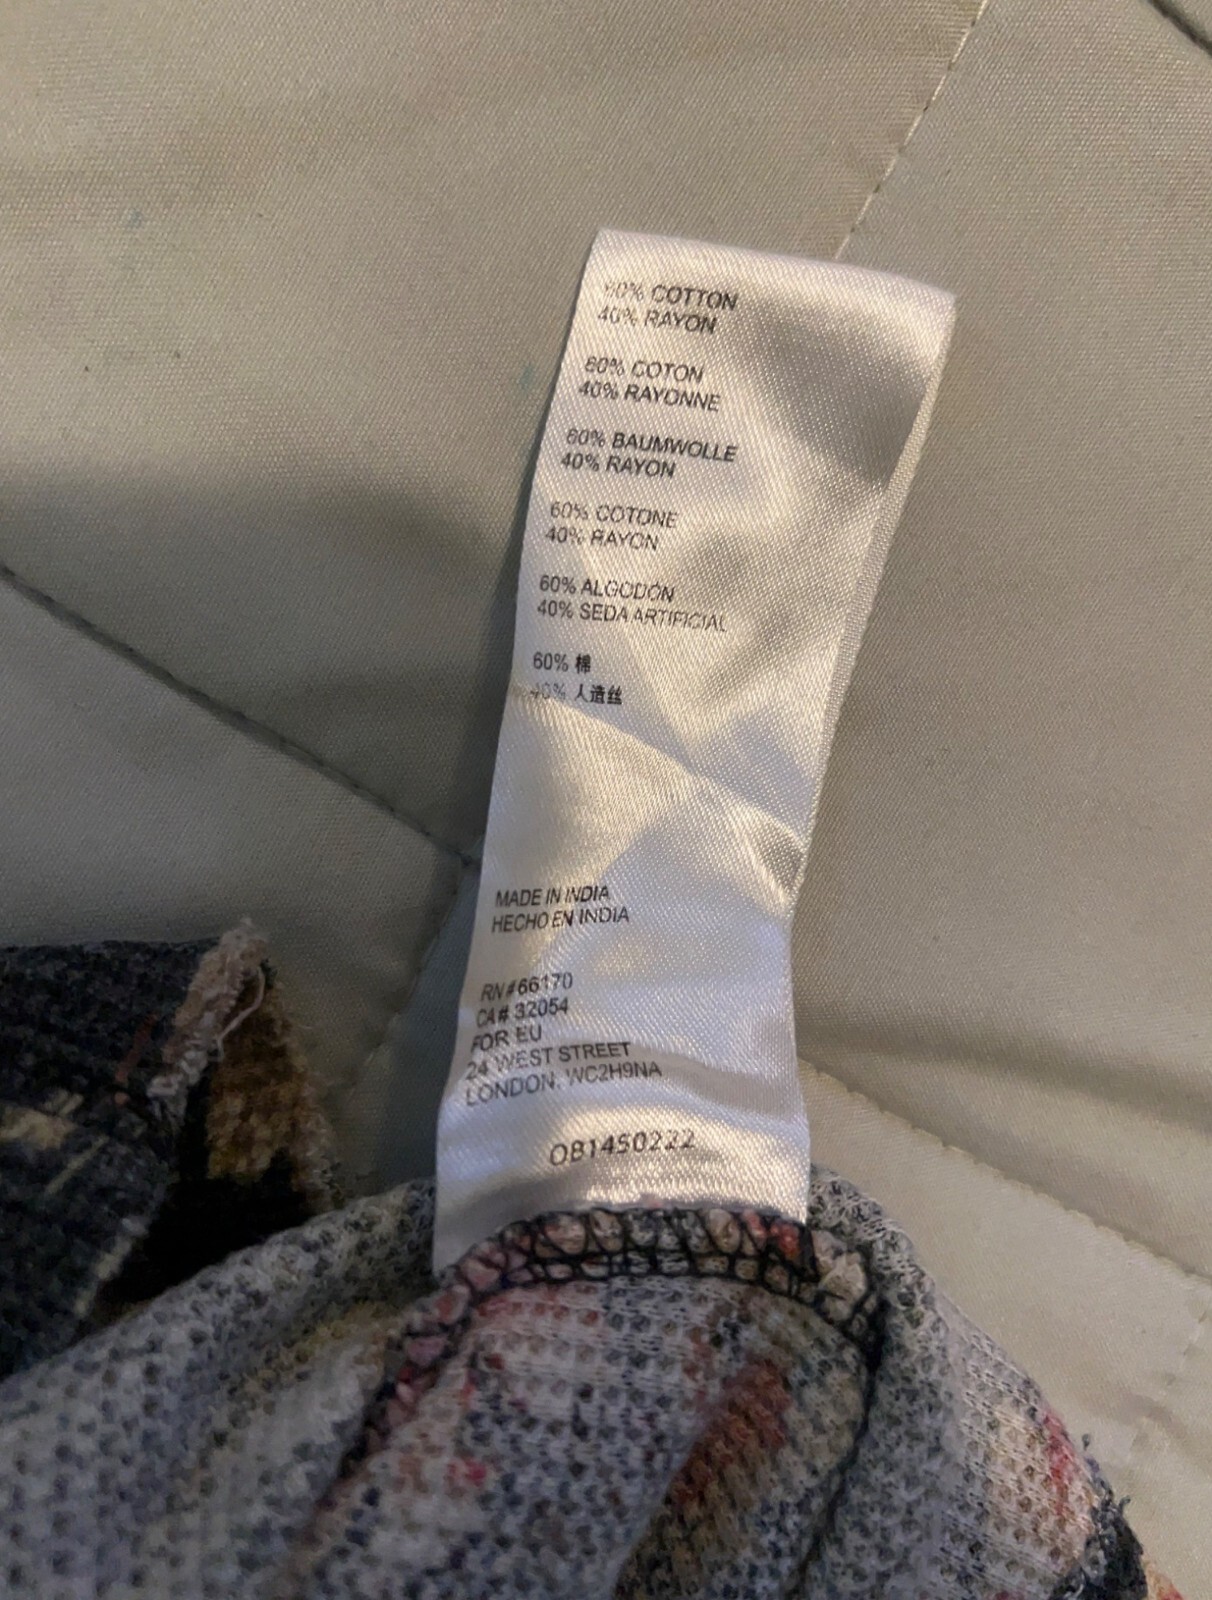 60% COTTON
40% RAYON
60% COTON
40% RAYONNE
60% BAUMWOLLE
40% RAYON
60% COTONE
40% RAYON
60% ALGODÓN
40% SEDA ARTIFICIAL
60% 棉
40% 人造丝
MADE IN INDIA
HECHO EN INDIA
RN # 66170
CA# 32054
FOR EU
24 WEST STREET
LONDON. WC2H9NA
OB1450222